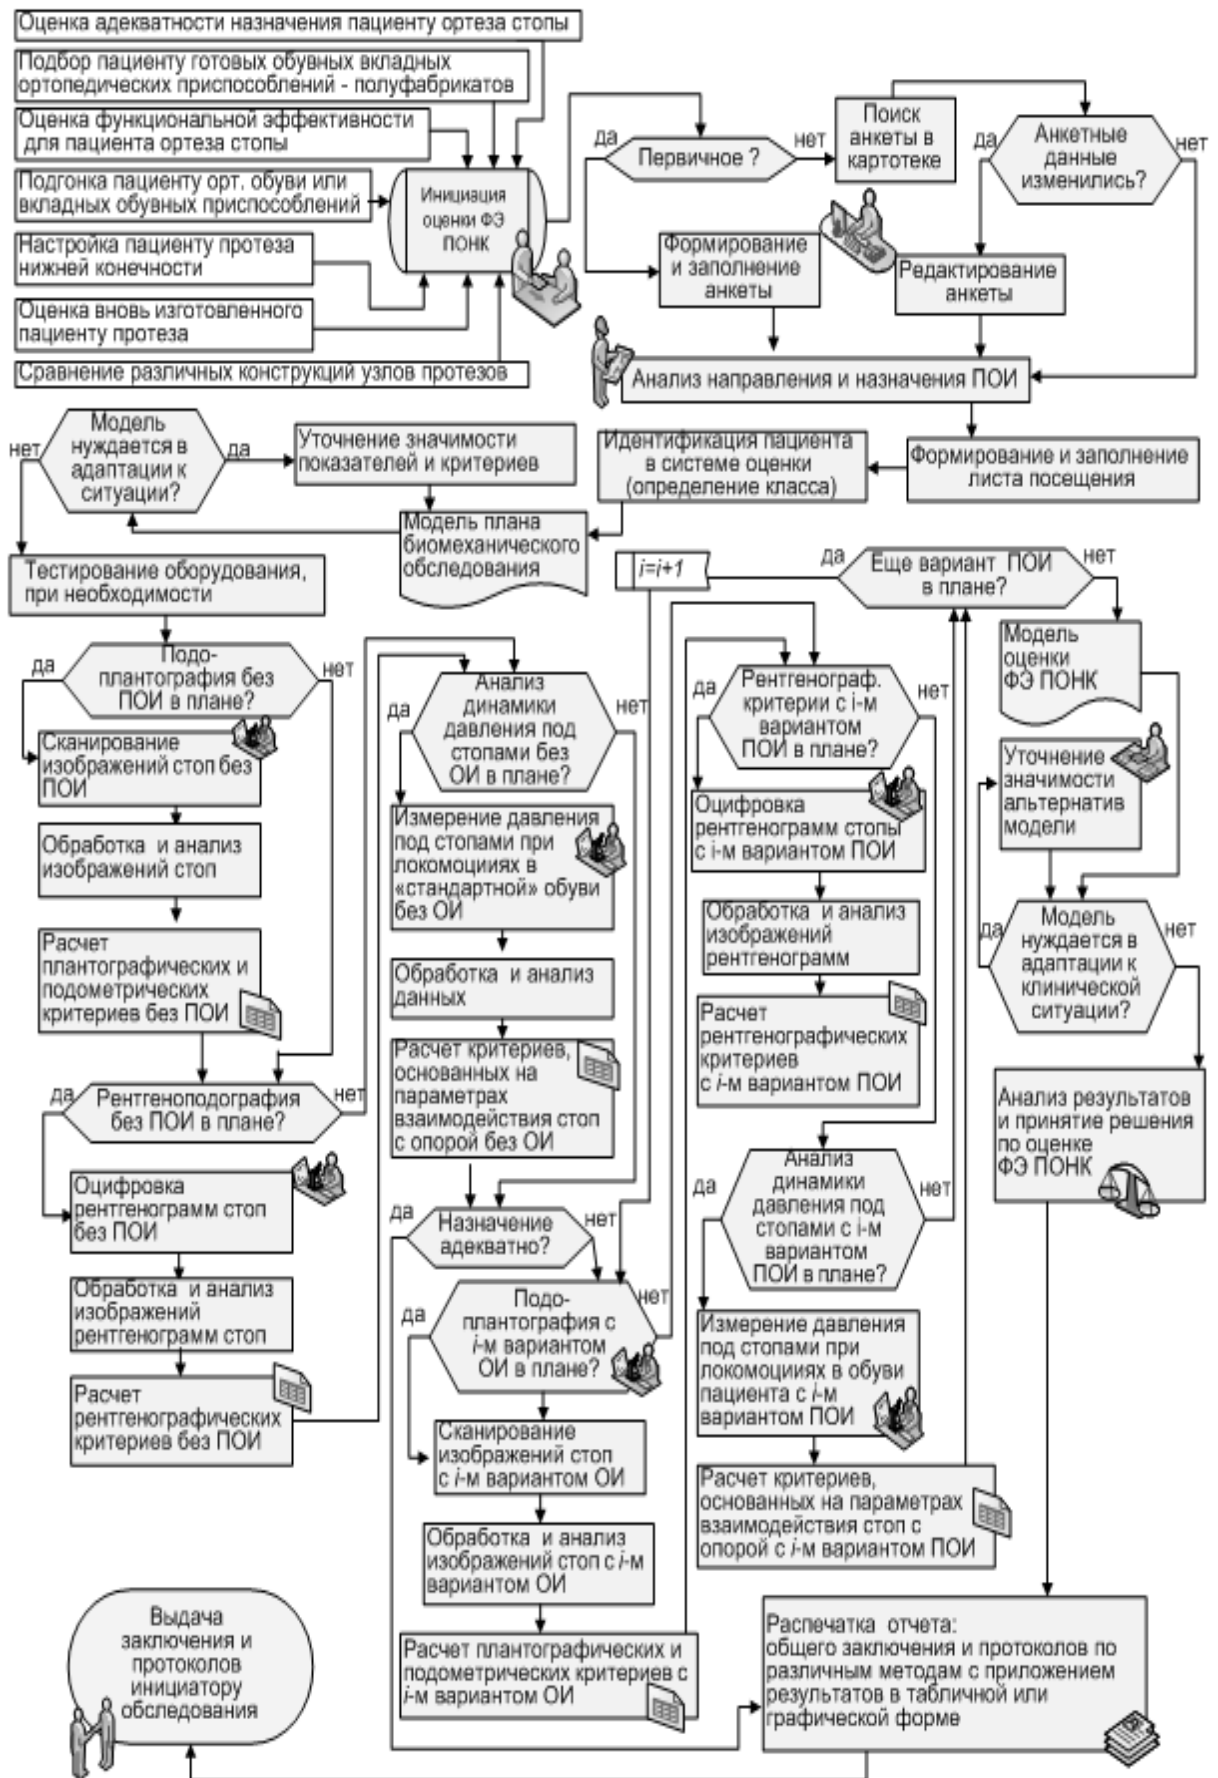 Оценка адекватности назначения пациенту ортеза стопы
Подбор пациенту готовых обувных вкладных
ортопедических приспособлений - полуфабрикатов
Оценка функциональной эффективности
для пациента ортеза стопы
Подгонка пациенту орт. обуви или
вкладных обувных приспособлений
Настройка пациенту протеза
нижней конечности
Оценка вновь изготовленного
пациенту протеза
Сравнение различных конструкций узлов протезов
Инициация
оценки ФЭ
ПОНК
да
Первичное ?
нет
Поиск
анкеты в
картотеке
да
Анкетные
данные
изменились?
нет
Формирование
и заполнение
анкеты
Редактирование
анкеты
Анализ направления и назначения ПОИ
Формирование и заполнение
листа посещения
Идентификация пациента
в системе оценки
(определение класса)
Уточнение значимости
показателей и критериев
нет
Модель
нуждается в
адаптации к
ситуации?
да
Модель плана
биомеханического
обследования
Тестирование оборудования,
при необходимости
да
Подо-
плантография без
ПОИ в плане?
нет
Сканирование
изображений стоп без
ПОИ
Обработка и анализ
изображений стоп
Расчет
плантографических и
подометрических
критериев без ПОИ
да
Рентгеноподография
без ПОИ в плане?
нет
Оцифровка
рентгенограмм стоп
без ПОИ
Обработка и анализ
изображений
рентгенограмм стоп
Расчет
рентгенографических
критериев без ПОИ
да
Анализ
динамики
давления под
стопами без
ОИ в плане?
нет
Измерение давления
под стопами при
локомоцииях в
«стандартной» обуви
без ОИ
Обработка и анализ
данных
Расчет критериев,
основанных на
параметрах
взаимодействия стоп
с опорой без ОИ
да
Назначение
адекватно?
нет
да
Подо-
плантография с
i-м вариантом
ОИ в плане?
нет
Сканирование
изображений стоп
с i-м вариантом ОИ
Обработка и анализ
изображений стоп с i-м
вариантом ОИ
Расчет плантографических и
подометрических критериев с
i-м вариантом ОИ
i=i+1
да
Еще вариант ПОИ
в плане?
нет
да
Рентгенограф.
критерии с i-м
вариантом
ПОИ в плане?
нет
Оцифровка
рентгенограмм стопы
с i-м вариантом ПОИ
Обработка и анализ
изображений
рентгенограмм
Расчет
рентгенографических
критериев
с i-м вариантом ПОИ
да
Анализ
динамики
давления под
стопами с i-м
вариантом
ПОИ в плане?
нет
Измерение давления
под стопами при
локомоцииях в обуви
пациента с i-м
вариантом ПОИ
Расчет критериев,
основанных на параметрах
взаимодействия стоп с
опорой с i-м вариантом ПОИ
Модель
оценки
ФЭ ПОНК
Уточнение
значимости
альтернатив
модели
да
Модель
нуждается в
адаптации к
клинической
ситуации?
нет
Анализ результатов
и принятие решения
по оценке
ФЭ ПОНК
Распечатка отчета:
общего заключения и протоколов по
различным методам с приложением
результатов в табличной или
графической форме
Выдача
заключения и
протоколов
инициатору
обследования